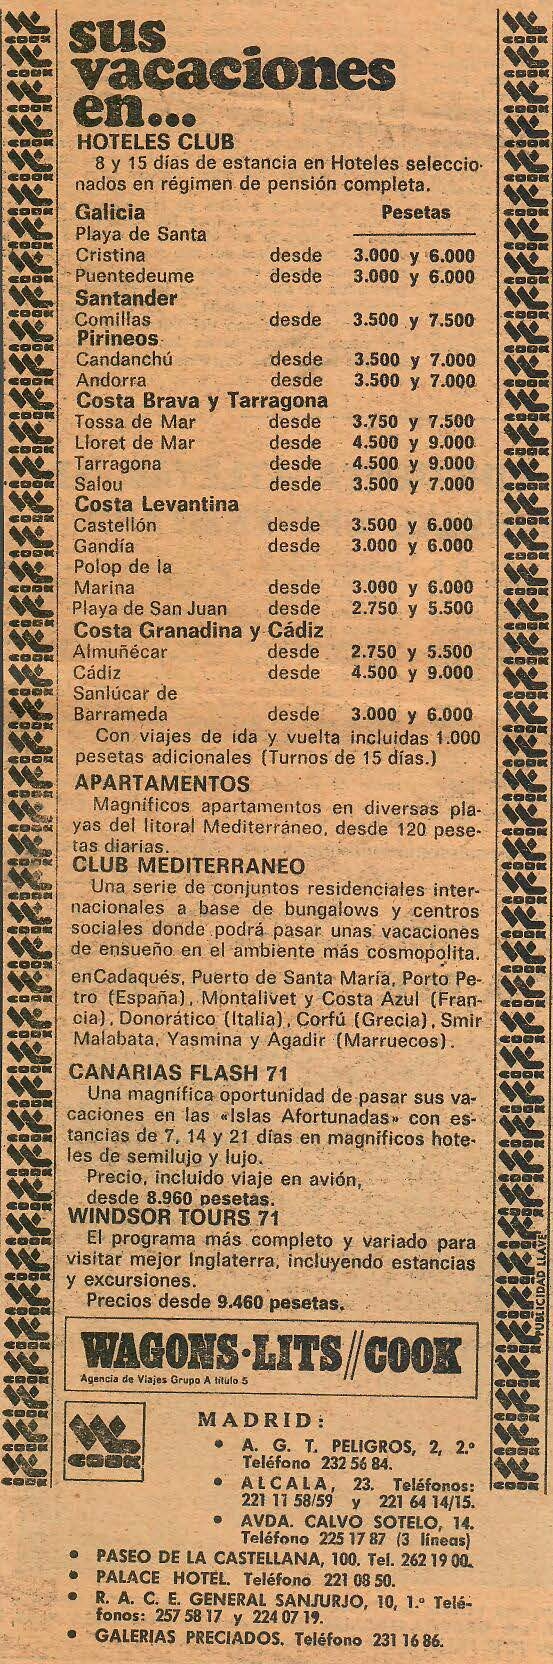 sus
vacaciones
en...
HOTELES CLUB
8 y 15 días de estancia en Hoteles seleccio-
nados en régimen de pensión completa.
Galicia Pesetas
Playa de Santa
Cristina desde 3.000 y 6.000
Puentedeume desde 3.000 y 6.000
Santander
Comillas desde 3.500 y 7.500
Pirineos
Candanchú desde 3.500 y 7.000
Andorra desde 3.500 y 7.000
Costa Brava y Tarragona
Tossa de Mar desde 3.750 y 7.500
Lloret de Mar desde 4.500 y 9.000
Tarragona desde 4.500 y 9.000
Salou desde 3.500 y 7.000
Costa Levantina
Castellón desde 3.500 y 6.000
Gandía desde 3.000 y 6.000
Polop de la
Marina desde 3.000 y 6.000
Playa de San Juan desde 2.750 y 5.500
Costa Granadina y Cádiz
Almuñécar desde 2.750 y 5.500
Cádiz desde 4.500 y 9.000
Sanlúcar de
Barrameda desde 3.000 y 6.000
Con viajes de ida y vuelta incluidas 1.000
pesetas adicionales (Turnos de 15 días.)
APARTAMENTOS
Magníficos apartamentos en diversas pla-
yas del litoral Mediterráneo, desde 120 pese-
tas diarias.
CLUB MEDITERRANEO
Una serie de conjuntos residenciales inter-
nacionales a base de bungalows y centros
sociales donde podrá pasar unas vacaciones
de ensueño en el ambiente más cosmopolita.
enCadaqués, Puerto de Santa María, Porto Pe-
tro (España), Montalivet y Costa Azul (Fran-
cia), Donorático (Italia), Corfú (Grecia), Smir
Malabata, Yasmina y Agadir (Marruecos).
CANARIAS FLASH 71
Una magnífica oportunidad de pasar sus va-
caciones en las «Islas Afortunadas» con es-
tancias de 7, 14 y 21 días en magníficos hote-
les de semilujo y lujo.
Precio, incluido viaje en avión,
desde 8.960 pesetas.
WINDSOR TOURS 71
El programa más completo y variado para
visitar mejor Inglaterra, incluyendo estancias
y excursiones.
Precios desde 9.460 pesetas.
PUBLICIDAD LLAVE
WAGONS-LITS//COOK
Agencia de Viajes Grupo A título 5
WL
COOK
MADRID:
• A. G. T. PELIGROS, 2, 2.º
Teléfono 232 56 84.
• ALCALA, 23. Teléfonos:
221 11 58/59 y 221 64 14/15.
• AVDA. CALVO SOTELO, 14.
Teléfono 225 17 87 (3 líneas)
• PASEO DE LA CASTELLANA, 100. Tel. 262 19 00.
• PALACE HOTEL. Teléfono 221 08 50.
• R. A. C. E. GENERAL SANJURJO, 10, 1.º Telé-
fonos: 257 58 17 y 224 07 19.
• GALERIAS PRECIADOS. Teléfono 231 16 86.